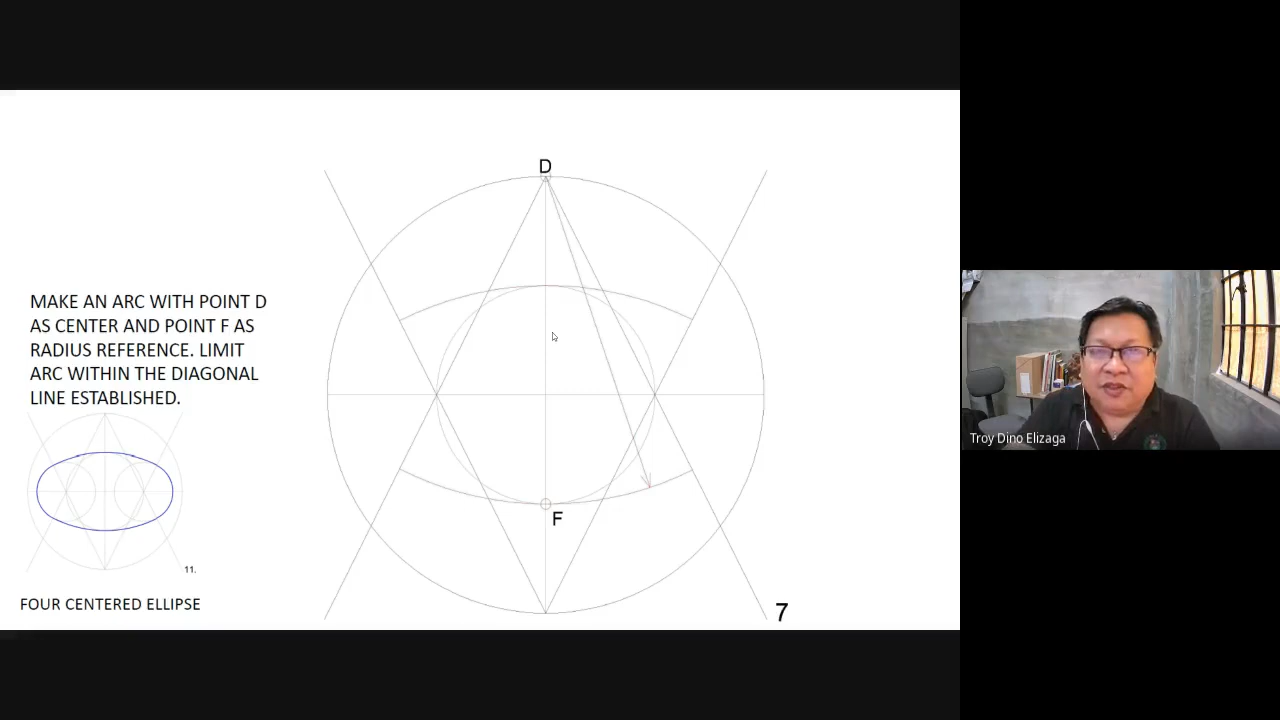 D
MAKE AN ARC WITH POINT D
AS CENTER AND POINT F AS
RADIUS REFERENCE. LIMIT
ARC WITHIN THE DIAGONAL
LINE ESTABLISHED.
F
11.
FOUR CENTERED ELLIPSE
7
Troy Dino Elizaga